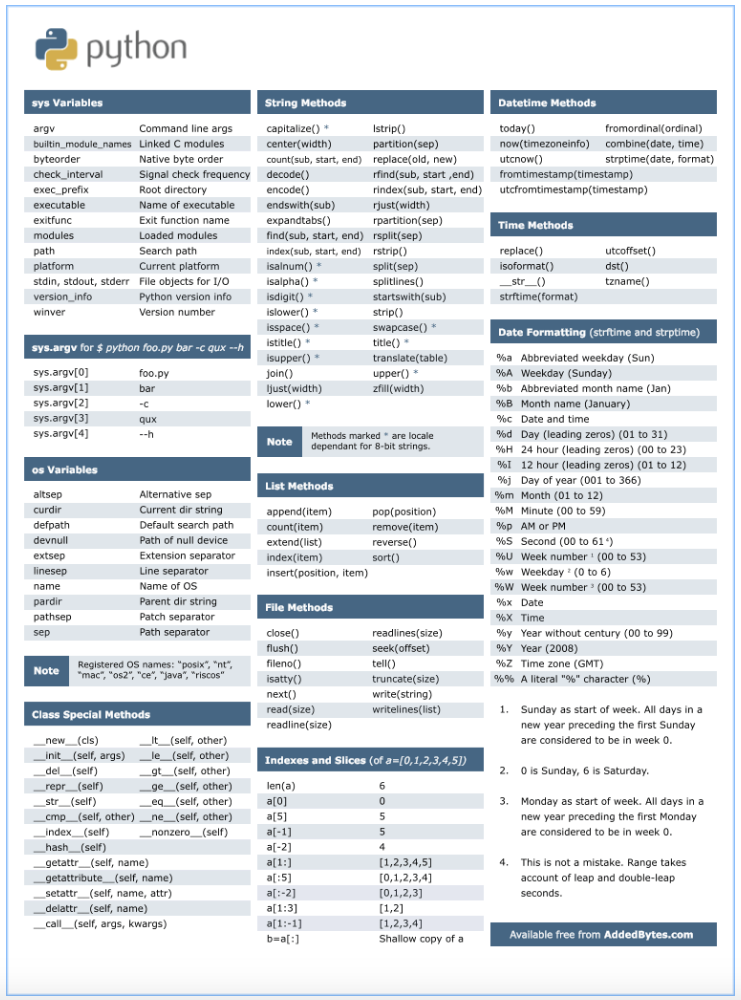 python
sys Variables
argv Command line args
builtin_module_names Linked C modules
byteorder Native byte order
check_interval Signal check frequency
exec_prefix Root directory
executable Name of executable
exitfunc Exit function name
modules Loaded modules
path Search path
platform Current platform
stdin, stdout, stderr File objects for I/O
version_info Python version info
winver Version number
sys.argv for $ python foo.py bar -c qux --h
sys.argv[0] foo.py
sys.argv[1] bar
sys.argv[2] -c
sys.argv[3] qux
sys.argv[4] --h
os Variables
altsep Alternative sep
curdir Current dir string
defpath Default search path
devnull Path of null device
extsep Extension separator
linesep Line separator
name Name of OS
pardir Parent dir string
pathsep Patch separator
sep Path separator
Note
Registered OS names: "posix", "nt",
"mac", "os2", "ce", "java", "riscos"
Class Special Methods
__new__(cls) __lt__(self, other)
__init__(self, args) __le__(self, other)
__del__(self) __gt__(self, other)
__repr__(self) __ge__(self, other)
__str__(self) __eq__(self, other)
__cmp__(self, other) __ne__(self, other)
__index__(self) __nonzero__(self)
__hash__(self)
__getattr__(self, name)
__getattribute__(self, name)
__setattr__(self, name, attr)
__delattr__(self, name)
__call__(self, args, kwargs)
String Methods
capitalize() * lstrip()
center(width) partition(sep)
count(sub, start, end) replace(old, new)
decode() rfind(sub, start ,end)
encode() rindex(sub, start, end)
endswith(sub) rjust(width)
expandtabs() rpartition(sep)
find(sub, start, end) rsplit(sep)
index(sub, start, end) rstrip()
isalnum() * split(sep)
isalpha() * splitlines()
isdigit() * startswith(sub)
islower() * strip()
isspace() * swapcase() *
istitle() * title() *
isupper() * translate(table)
join() upper() *
ljust(width) zfill(width)
lower() *
Note
Methods marked * are locale
dependant for 8-bit strings.
List Methods
append(item) pop(position)
count(item) remove(item)
extend(list) reverse()
index(item) sort()
insert(position, item)
File Methods
close() readlines(size)
flush() seek(offset)
fileno() tell()
isatty() truncate(size)
next() write(string)
read(size) writelines(list)
readline(size)
Indexes and Slices (of a=[0,1,2,3,4,5])
len(a) 6
a[0] 0
a[5] 5
a[-1] 5
a[-2] 4
a[1:] [1,2,3,4,5]
a[:5] [0,1,2,3,4]
a[:-2] [0,1,2,3]
a[1:3] [1,2]
a[1:-1] [1,2,3,4]
b=a[:] Shallow copy of a
Datetime Methods
today() fromordinal(ordinal)
now(timezoneinfo) combine(date, time)
utcnow() strptime(date, format)
fromtimestamp(timestamp)
utcfromtimestamp(timestamp)
Time Methods
replace() utcoffset()
isoformat() dst()
__str__() tzname()
strftime(format)
Date Formatting (strftime and strptime)
%a Abbreviated weekday (Sun)
%A Weekday (Sunday)
%b Abbreviated month name (Jan)
%B Month name (January)
%c Date and time
%d Day (leading zeros) (01 to 31)
%H 24 hour (leading zeros) (00 to 23)
%I 12 hour (leading zeros) (01 to 12)
%j Day of year (001 to 366)
%m Month (01 to 12)
%M Minute (00 to 59)
%p AM or PM
%S Second (00 to 61⁴)
%U Week number ¹ (00 to 53)
%w Weekday ² (0 to 6)
%W Week number ³ (00 to 53)
%x Date
%X Time
%y Year without century (00 to 99)
%Y Year (2008)
%Z Time zone (GMT)
%% A literal "%" character (%)
1. Sunday as start of week. All days in a
new year preceding the first Sunday
are considered to be in week 0.
2. 0 is Sunday, 6 is Saturday.
3. Monday as start of week. All days in a
new year preceding the first Monday
are considered to be in week 0.
4. This is not a mistake. Range takes
account of leap and double-leap
seconds.
Available free from AddedBytes.com